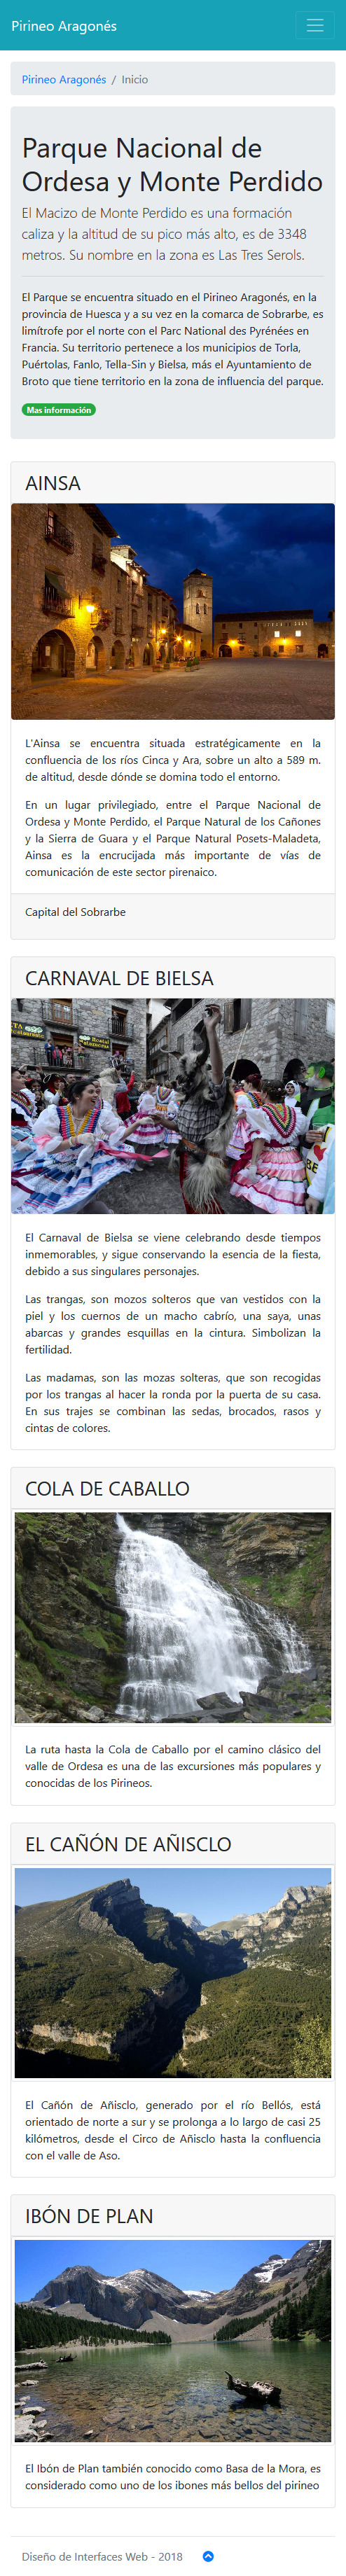 Pirineo Aragonés
Pirineo Aragonés / Inicio
Parque Nacional de
Ordesa y Monte Perdido
El Macizo de Monte Perdido es una formación
caliza y la altitud de su pico más alto, es de 3348
metros. Su nombre en la zona es Las Tres Serols.
El Parque se encuentra situado en el Pirineo Aragonés, en la
provincia de Huesca y a su vez en la comarca de Sobrarbe, es
limítrofe por el norte con el Parc National des Pyrénées en
Francia. Su territorio pertenece a los municipios de Torla,
Puértolas, Fanlo, Tella-Sin y Bielsa, más el Ayuntamiento de
Broto que tiene territorio en la zona de influencia del parque.
Mas información
AINSA
L'Ainsa se encuentra situada estratégicamente en la
confluencia de los ríos Cinca y Ara, sobre un alto a 589 m.
de altitud, desde dónde se domina todo el entorno.
En un lugar privilegiado, entre el Parque Nacional de
Ordesa y Monte Perdido, el Parque Natural de los Cañones
y la Sierra de Guara y el Parque Natural Posets-Maladeta,
Ainsa es la encrucijada más importante de vías de
comunicación de este sector pirenaico.
Capital del Sobrarbe
CARNAVAL DE BIELSA
El Carnaval de Bielsa se viene celebrando desde tiempos
inmemorables, y sigue conservando la esencia de la fiesta,
debido a sus singulares personajes.
Las trangas, son mozos solteros que van vestidos con la
piel y los cuernos de un macho cabrío, una saya, unas
abarcas y grandes esquillas en la cintura. Simbolizan la
fertilidad.
Las madamas, son las mozas solteras, que son recogidas
por los trangas al hacer la ronda por la puerta de su casa.
En sus trajes se combinan las sedas, brocados, rasos y
cintas de colores.
COLA DE CABALLO
La ruta hasta la Cola de Caballo por el camino clásico del
valle de Ordesa es una de las excursiones más populares y
conocidas de los Pirineos.
EL CAÑÓN DE AÑISCLO
El Cañón de Añisclo, generado por el río Bellós, está
orientado de norte a sur y se prolonga a lo largo de casi 25
kilómetros, desde el Circo de Añisclo hasta la confluencia
con el valle de Aso.
IBÓN DE PLAN
El Ibón de Plan también conocido como Basa de la Mora, es
considerado como uno de los ibones más bellos del pirineo
Diseño de Interfaces Web - 2018